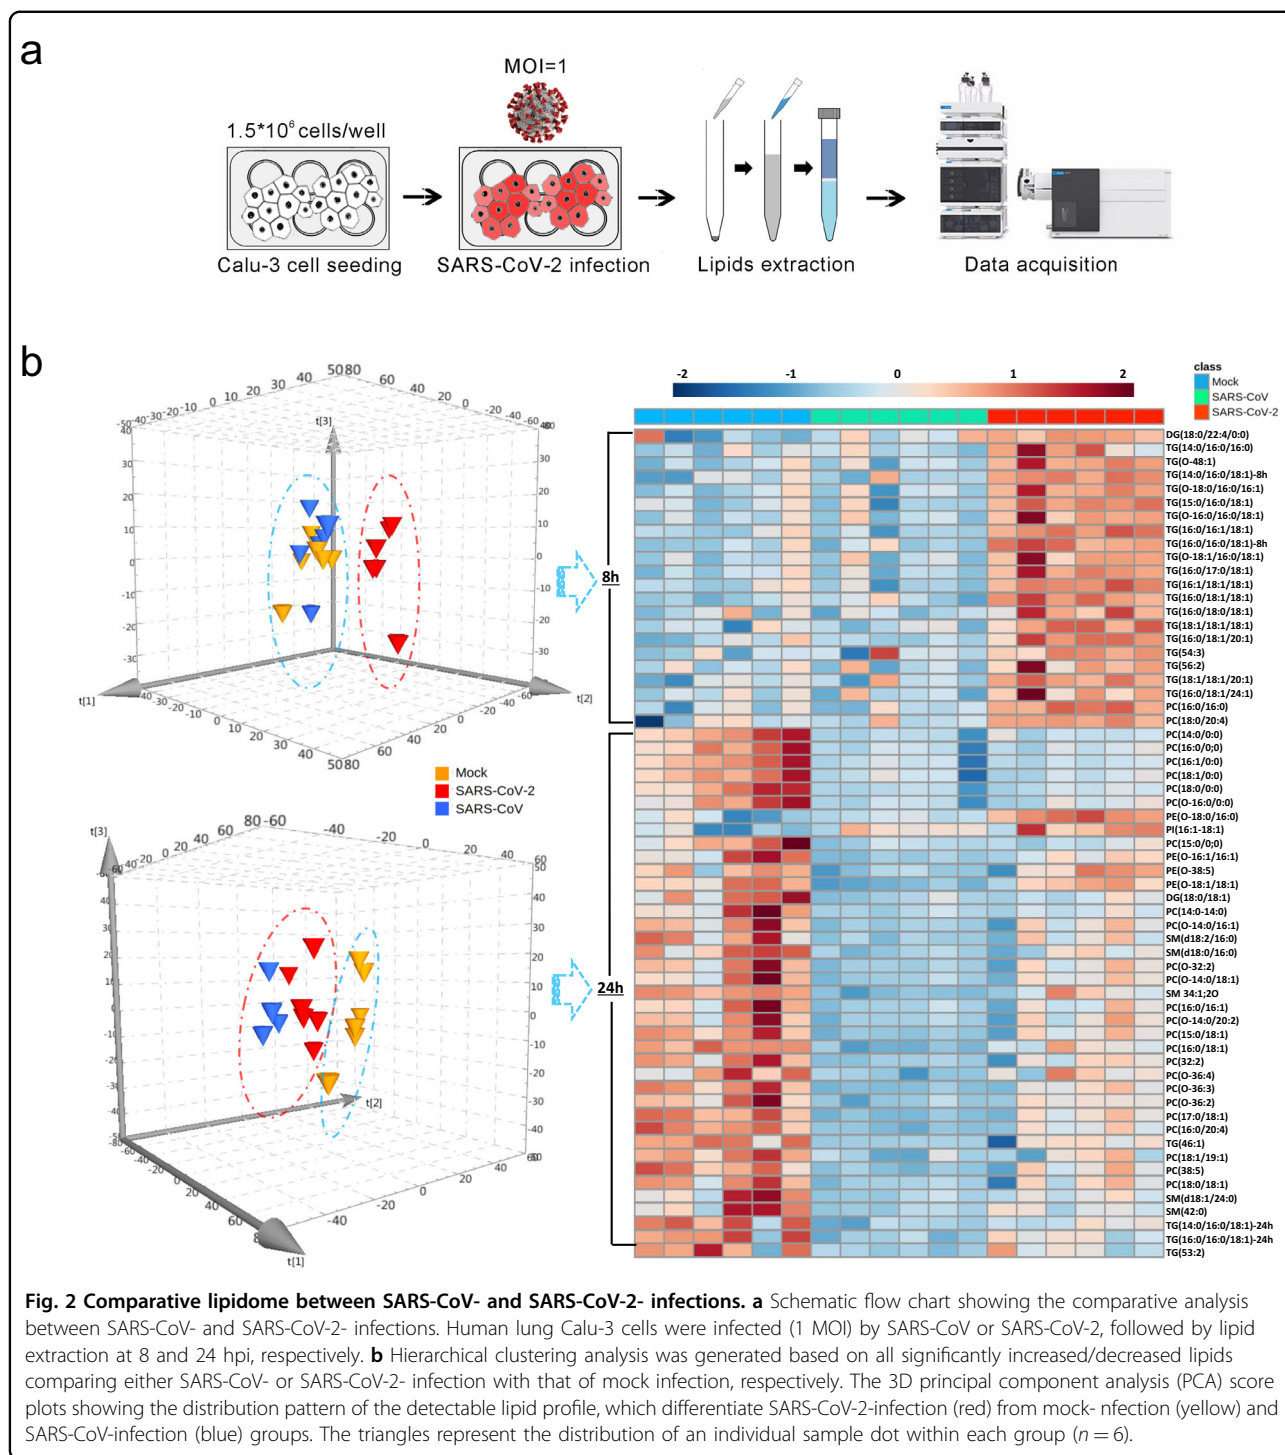 a
MOI=1
1.5*10⁶ cells/well
Calu-3 cell seeding
SARS-CoV-2 infection
Lipids extraction
Data acquisition
b
t[3]
t[1]
t[2]
Mock
SARS-CoV-2
SARS-CoV
t[3]
t[2]
t[1]
8h
24h
-2 -1 0 1 2
class
Mock
SARS-CoV
SARS-CoV-2
DG(18:0/22:4/0:0)
TG(14:0/16:0/16:0)
TG(O-48:1)
TG(14:0/16:0/18:1)-8h
TG(O-18:0/16:0/16:1)
TG(15:0/16:0/18:1)
TG(O-16:0/16:0/18:1)
TG(16:0/16:1/18:1)
TG(16:0/16:0/18:1)-8h
TG(O-18:1/16:0/18:1)
TG(16:0/17:0/18:1)
TG(16:1/18:1/18:1)
TG(16:0/18:1/18:1)
TG(16:0/18:0/18:1)
TG(18:1/18:1/18:1)
TG(16:0/18:1/20:1)
TG(54:3)
TG(56:2)
TG(18:1/18:1/20:1)
TG(16:0/18:1/24:1)
PC(16:0/16:0)
PC(18:0/20:4)
PC(14:0/0:0)
PC(16:0/0;0)
PC(16:1/0:0)
PC(18:1/0:0)
PC(18:0/0:0)
PC(O-16:0/0:0)
PE(O-18:0/16:0)
PI(16:1-18:1)
PC(15:0/0;0)
PE(O-16:1/16:1)
PE(O-38:5)
PE(O-18:1/18:1)
DG(18:0/18:1)
PC(14:0-14:0)
PC(O-14:0/16:1)
SM(d18:2/16:0)
SM(d18:0/16:0)
PC(O-32:2)
PC(O-14:0/18:1)
SM 34:1;2O
PC(16:0/16:1)
PC(O-14:0/20:2)
PC(15:0/18:1)
PC(16:0/18:1)
PC(32:2)
PC(O-36:4)
PC(O-36:3)
PC(O-36:2)
PC(17:0/18:1)
PC(16:0/20:4)
TG(46:1)
PC(18:1/19:1)
PC(38:5)
PC(18:0/18:1)
SM(d18:1/24:0)
SM(42:0)
TG(14:0/16:0/18:1)-24h
TG(16:0/16:0/18:1)-24h
TG(53:2)
Fig. 2 Comparative lipidome between SARS-CoV- and SARS-CoV-2- infections. a Schematic flow chart showing the comparative analysis
between SARS-CoV- and SARS-CoV-2- infections. Human lung Calu-3 cells were infected (1 MOI) by SARS-CoV or SARS-CoV-2, followed by lipid
extraction at 8 and 24 hpi, respectively. b Hierarchical clustering analysis was generated based on all significantly increased/decreased lipids
comparing either SARS-CoV- or SARS-CoV-2- infection with that of mock infection, respectively. The 3D principal component analysis (PCA) score
plots showing the distribution pattern of the detectable lipid profile, which differentiate SARS-CoV-2-infection (red) from mock- nfection (yellow) and
SARS-CoV-infection (blue) groups. The triangles represent the distribution of an individual sample dot within each group (n = 6).